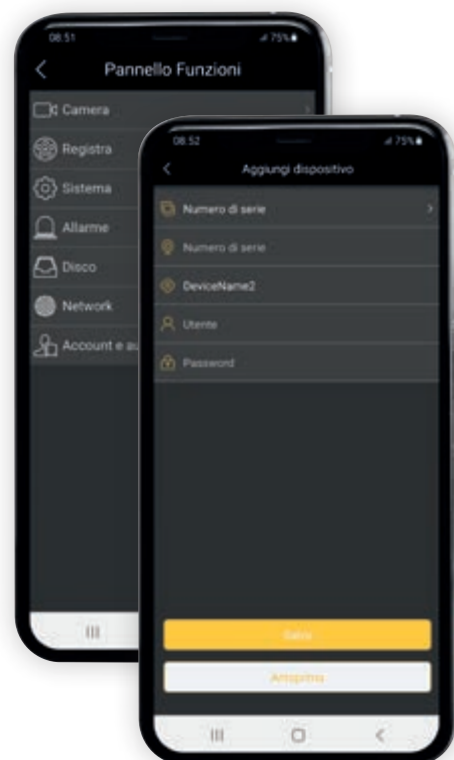 08:51
75%
Pannello Funzioni
Camera
Registra
Sistema
Allarme
Disco
Network
Account e au
08:52
75%
Aggiungi dispositivo
Numero di serie
Numero di serie
DeviceName2
Utente
Password
Salva
Anteprima